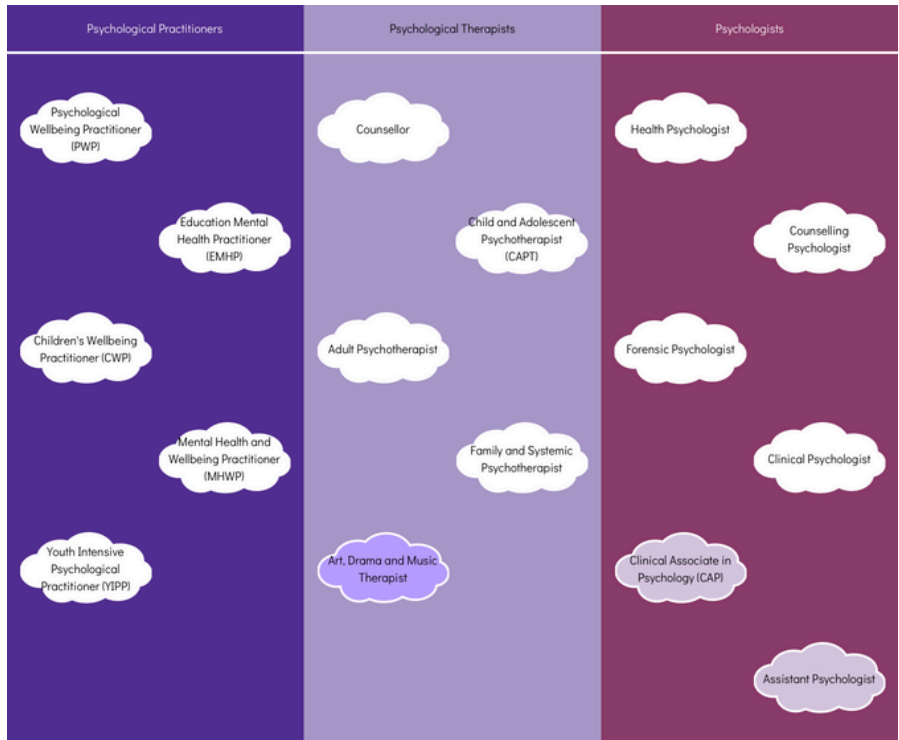 Psychological Practitioners
Psychological Therapists
Psychologists
Psychological
Wellbeing Practitioner
(PWP)
Counsellor
Health Psychologist
Education Mental
Health Practitioner
(EMHP)
Child and Adolescent
Psychotherapist
(CAPT)
Counselling
Psychologist
Children's Wellbeing
Practitioner (CWP)
Adult Psychotherapist
Forensic Psychologist
Mental Health and
Wellbeing Practitioner
(MHWP)
Family and Systemic
Psychotherapist
Clinical Psychologist
Youth Intensive
Psychological
Practitioner (YIPP)
Art, Drama and Music
Therapist
Clinical Associate in
Psychology (CAP)
Assistant Psychologist